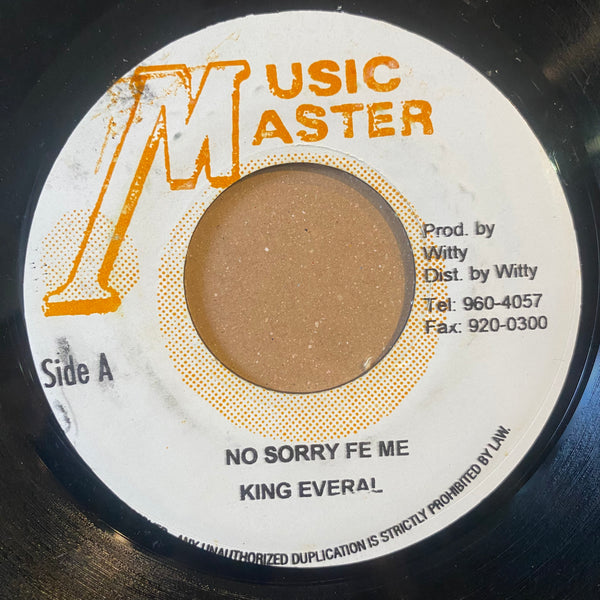 MUSIC
MASTER
Prod. by
Witty
Dist. by Witty
Tel: 960-4057
Fax: 920-0300
Side A
NO SORRY FE ME
KING EVERAL
ANY UNAUTHORIZED DUPLICATION IS STRICTLY PROHIBITED BY LAW.